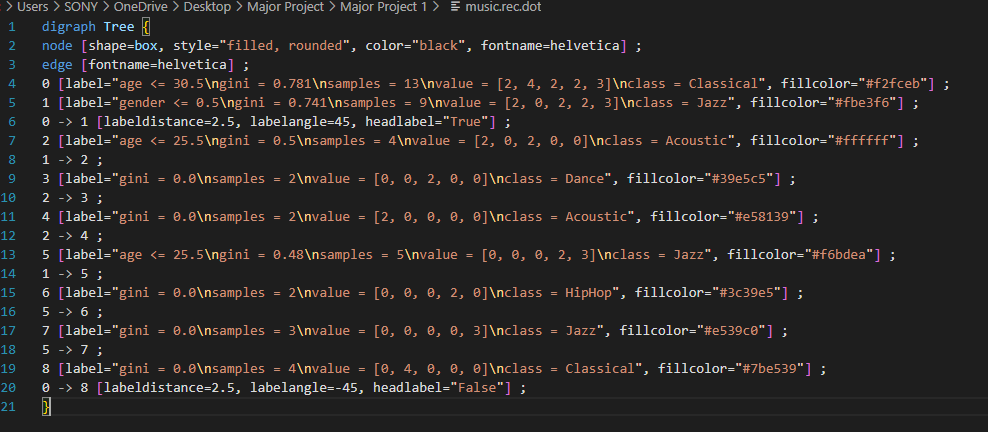 > Users > SONY > OneDrive > Desktop > Major Project > Major Project 1 > music.rec.dot
1 digraph Tree {
2 node [shape=box, style="filled, rounded", color="black", fontname=helvetica] ;
3 edge [fontname=helvetica] ;
4 0 [label="age <= 30.5\ngini = 0.781\nsamples = 13\nvalue = [2, 4, 2, 2, 3]\nclass = Classical", fillcolor="#f2fceb"] ;
5 1 [label="gender <= 0.5\ngini = 0.741\nsamples = 9\nvalue = [2, 0, 2, 2, 3]\nclass = Jazz", fillcolor="#fbe3f6"] ;
6 0 -> 1 [labeldistance=2.5, labelangle=45, headlabel="True"] ;
7 2 [label="age <= 25.5\ngini = 0.5\nsamples = 4\nvalue = [2, 0, 2, 0, 0]\nclass = Acoustic", fillcolor="#ffffff"] ;
8 1 -> 2 ;
9 3 [label="gini = 0.0\nsamples = 2\nvalue = [0, 0, 2, 0, 0]\nclass = Dance", fillcolor="#39e5c5"] ;
10 2 -> 3 ;
11 4 [label="gini = 0.0\nsamples = 2\nvalue = [2, 0, 0, 0, 0]\nclass = Acoustic", fillcolor="#e58139"] ;
12 2 -> 4 ;
13 5 [label="age <= 25.5\ngini = 0.48\nsamples = 5\nvalue = [0, 0, 0, 2, 3]\nclass = Jazz", fillcolor="#f6bdea"] ;
14 1 -> 5 ;
15 6 [label="gini = 0.0\nsamples = 2\nvalue = [0, 0, 0, 2, 0]\nclass = HipHop", fillcolor="#3c39e5"] ;
16 5 -> 6 ;
17 7 [label="gini = 0.0\nsamples = 3\nvalue = [0, 0, 0, 0, 3]\nclass = Jazz", fillcolor="#e539c0"] ;
18 5 -> 7 ;
19 8 [label="gini = 0.0\nsamples = 4\nvalue = [0, 4, 0, 0, 0]\nclass = Classical", fillcolor="#7be539"] ;
20 0 -> 8 [labeldistance=2.5, labelangle=-45, headlabel="False"] ;
21 }